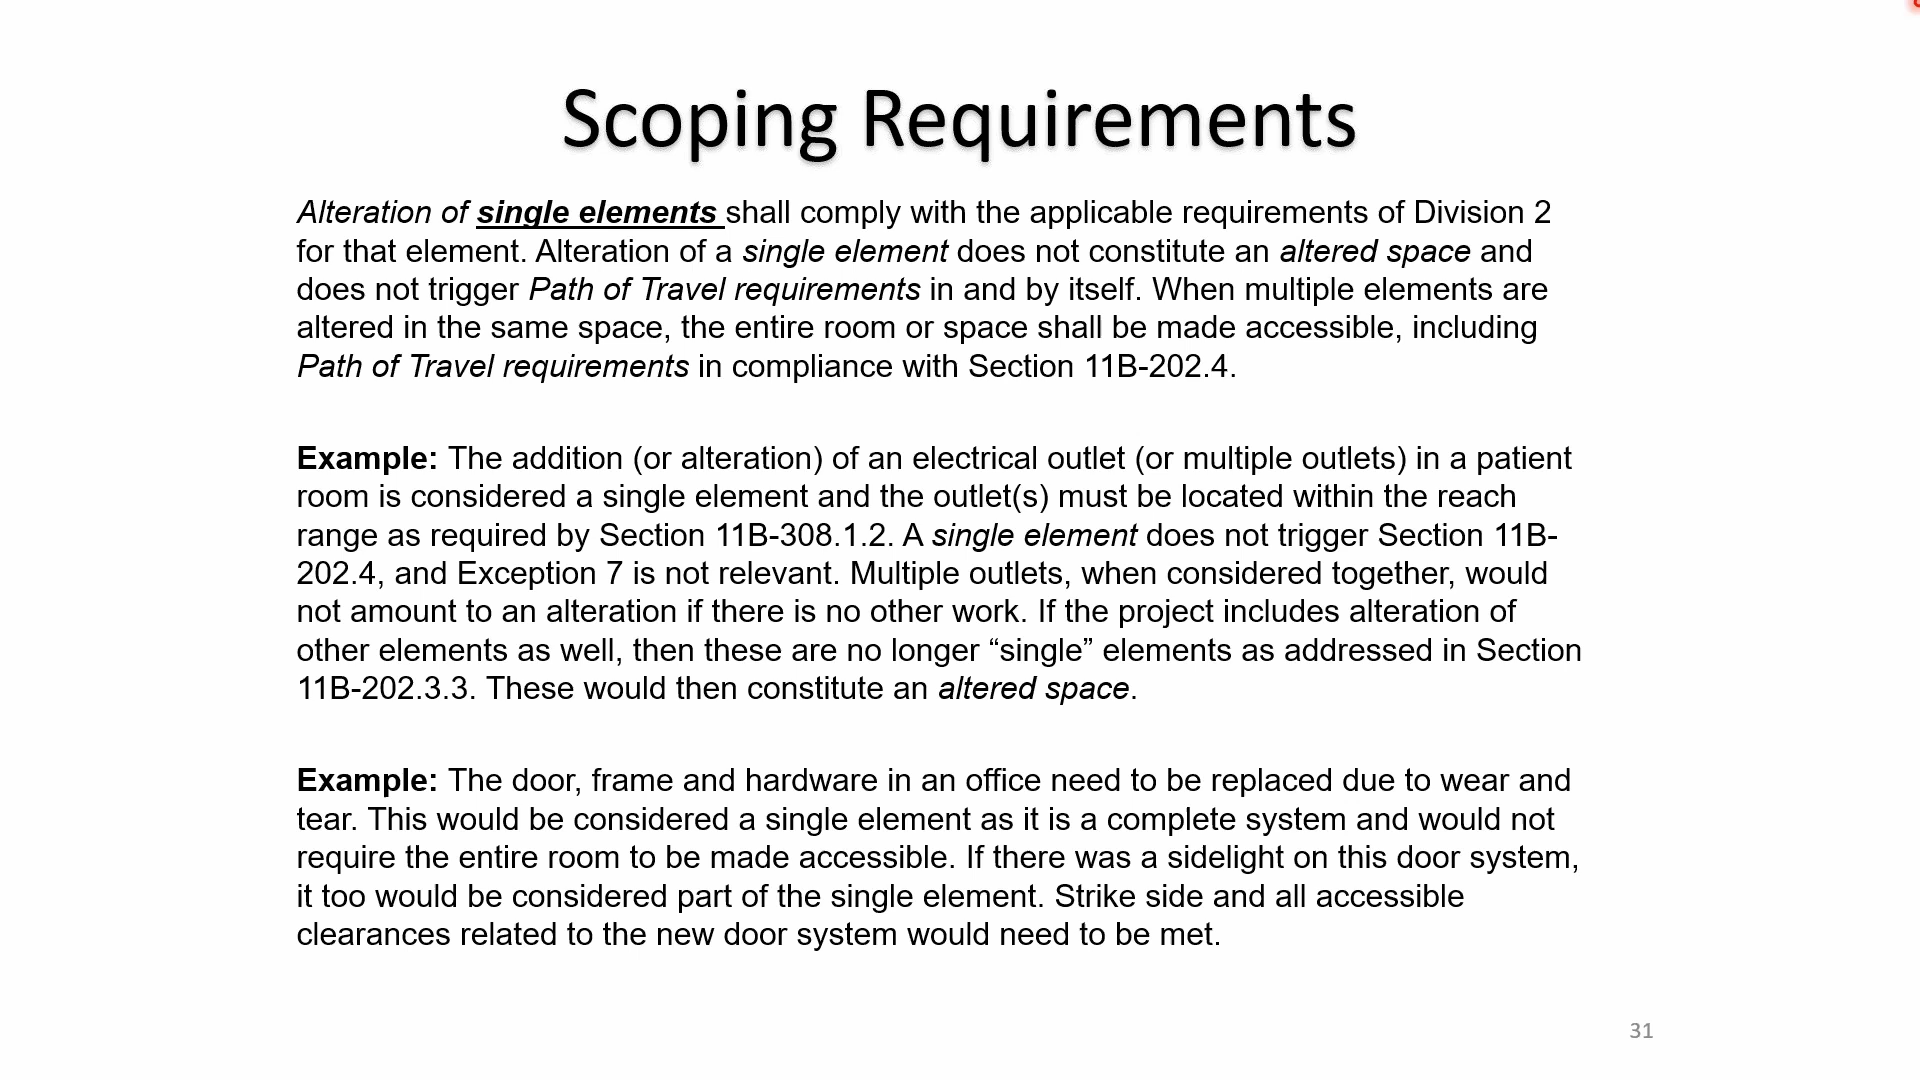 Scoping Requirements
Alteration of single elements shall comply with the applicable requirements of Division 2
for that element. Alteration of a single element does not constitute an altered space and
does not trigger Path of Travel requirements in and by itself. When multiple elements are
altered in the same space, the entire room or space shall be made accessible, including
Path of Travel requirements in compliance with Section 11B-202.4.
Example: The addition (or alteration) of an electrical outlet (or multiple outlets) in a patient
room is considered a single element and the outlet(s) must be located within the reach
range as required by Section 11B-308.1.2. A single element does not trigger Section 11B-
202.4, and Exception 7 is not relevant. Multiple outlets, when considered together, would
not amount to an alteration if there is no other work. If the project includes alteration of
other elements as well, then these are no longer “single” elements as addressed in Section
11B-202.3.3. These would then constitute an altered space.
Example: The door, frame and hardware in an office need to be replaced due to wear and
tear. This would be considered a single element as it is a complete system and would not
require the entire room to be made accessible. If there was a sidelight on this door system,
it too would be considered part of the single element. Strike side and all accessible
clearances related to the new door system would need to be met.
31